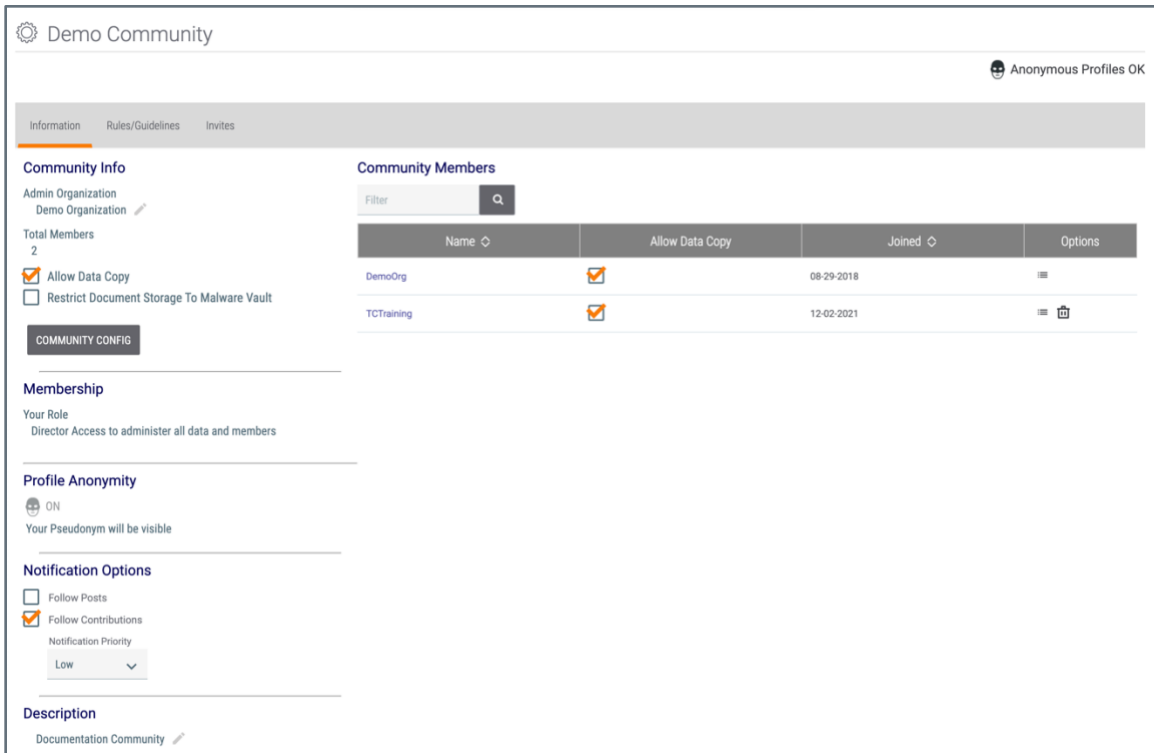 Demo Community
Anonymous Profiles OK
Information Rules/Guidelines Invites
Community Info
Admin Organization
Demo Organization
Total Members
2
Allow Data Copy
Restrict Document Storage To Malware Vault
COMMUNITY CONFIG
Membership
Your Role
Director Access to administer all data and members
Profile Anonymity
ON
Your Pseudonym will be visible
Notification Options
Follow Posts
Follow Contributions
Notification Priority
Low
Description
Documentation Community
Community Members
Filter
Name Allow Data Copy Joined Options
DemoOrg 08-29-2018
TCTraining 12-02-2021